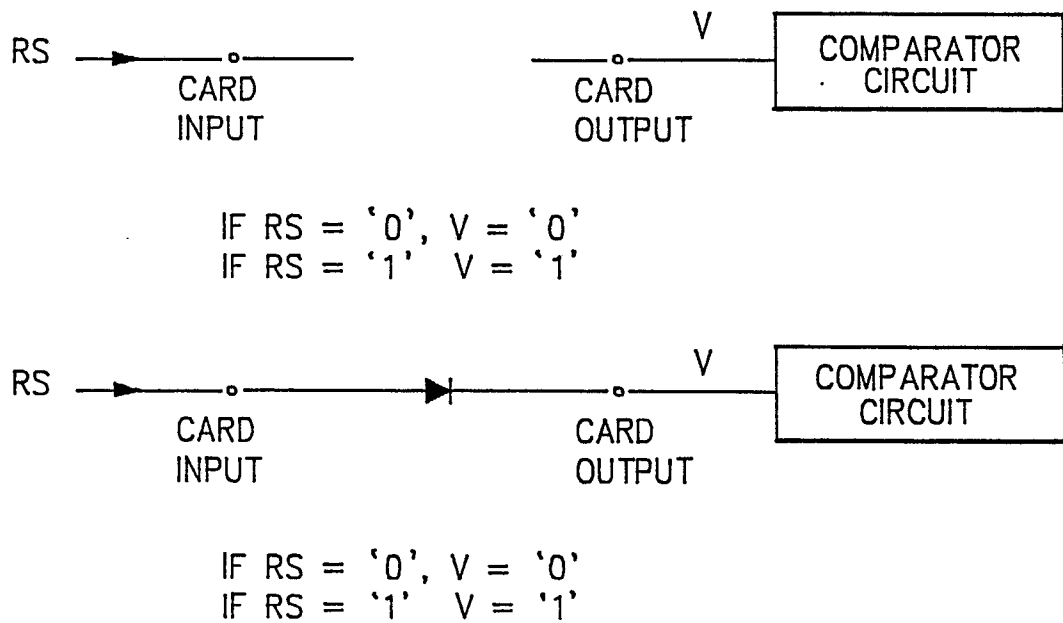 RS
V
COMPARATOR
CIRCUIT
CARD
INPUT
CARD
OUTPUT
IF RS = '0', V = '0'
IF RS = '1' V = '1'
RS
V
COMPARATOR
CIRCUIT
CARD
INPUT
CARD
OUTPUT
IF RS = '0', V = '0'
IF RS = '1' V = '1'